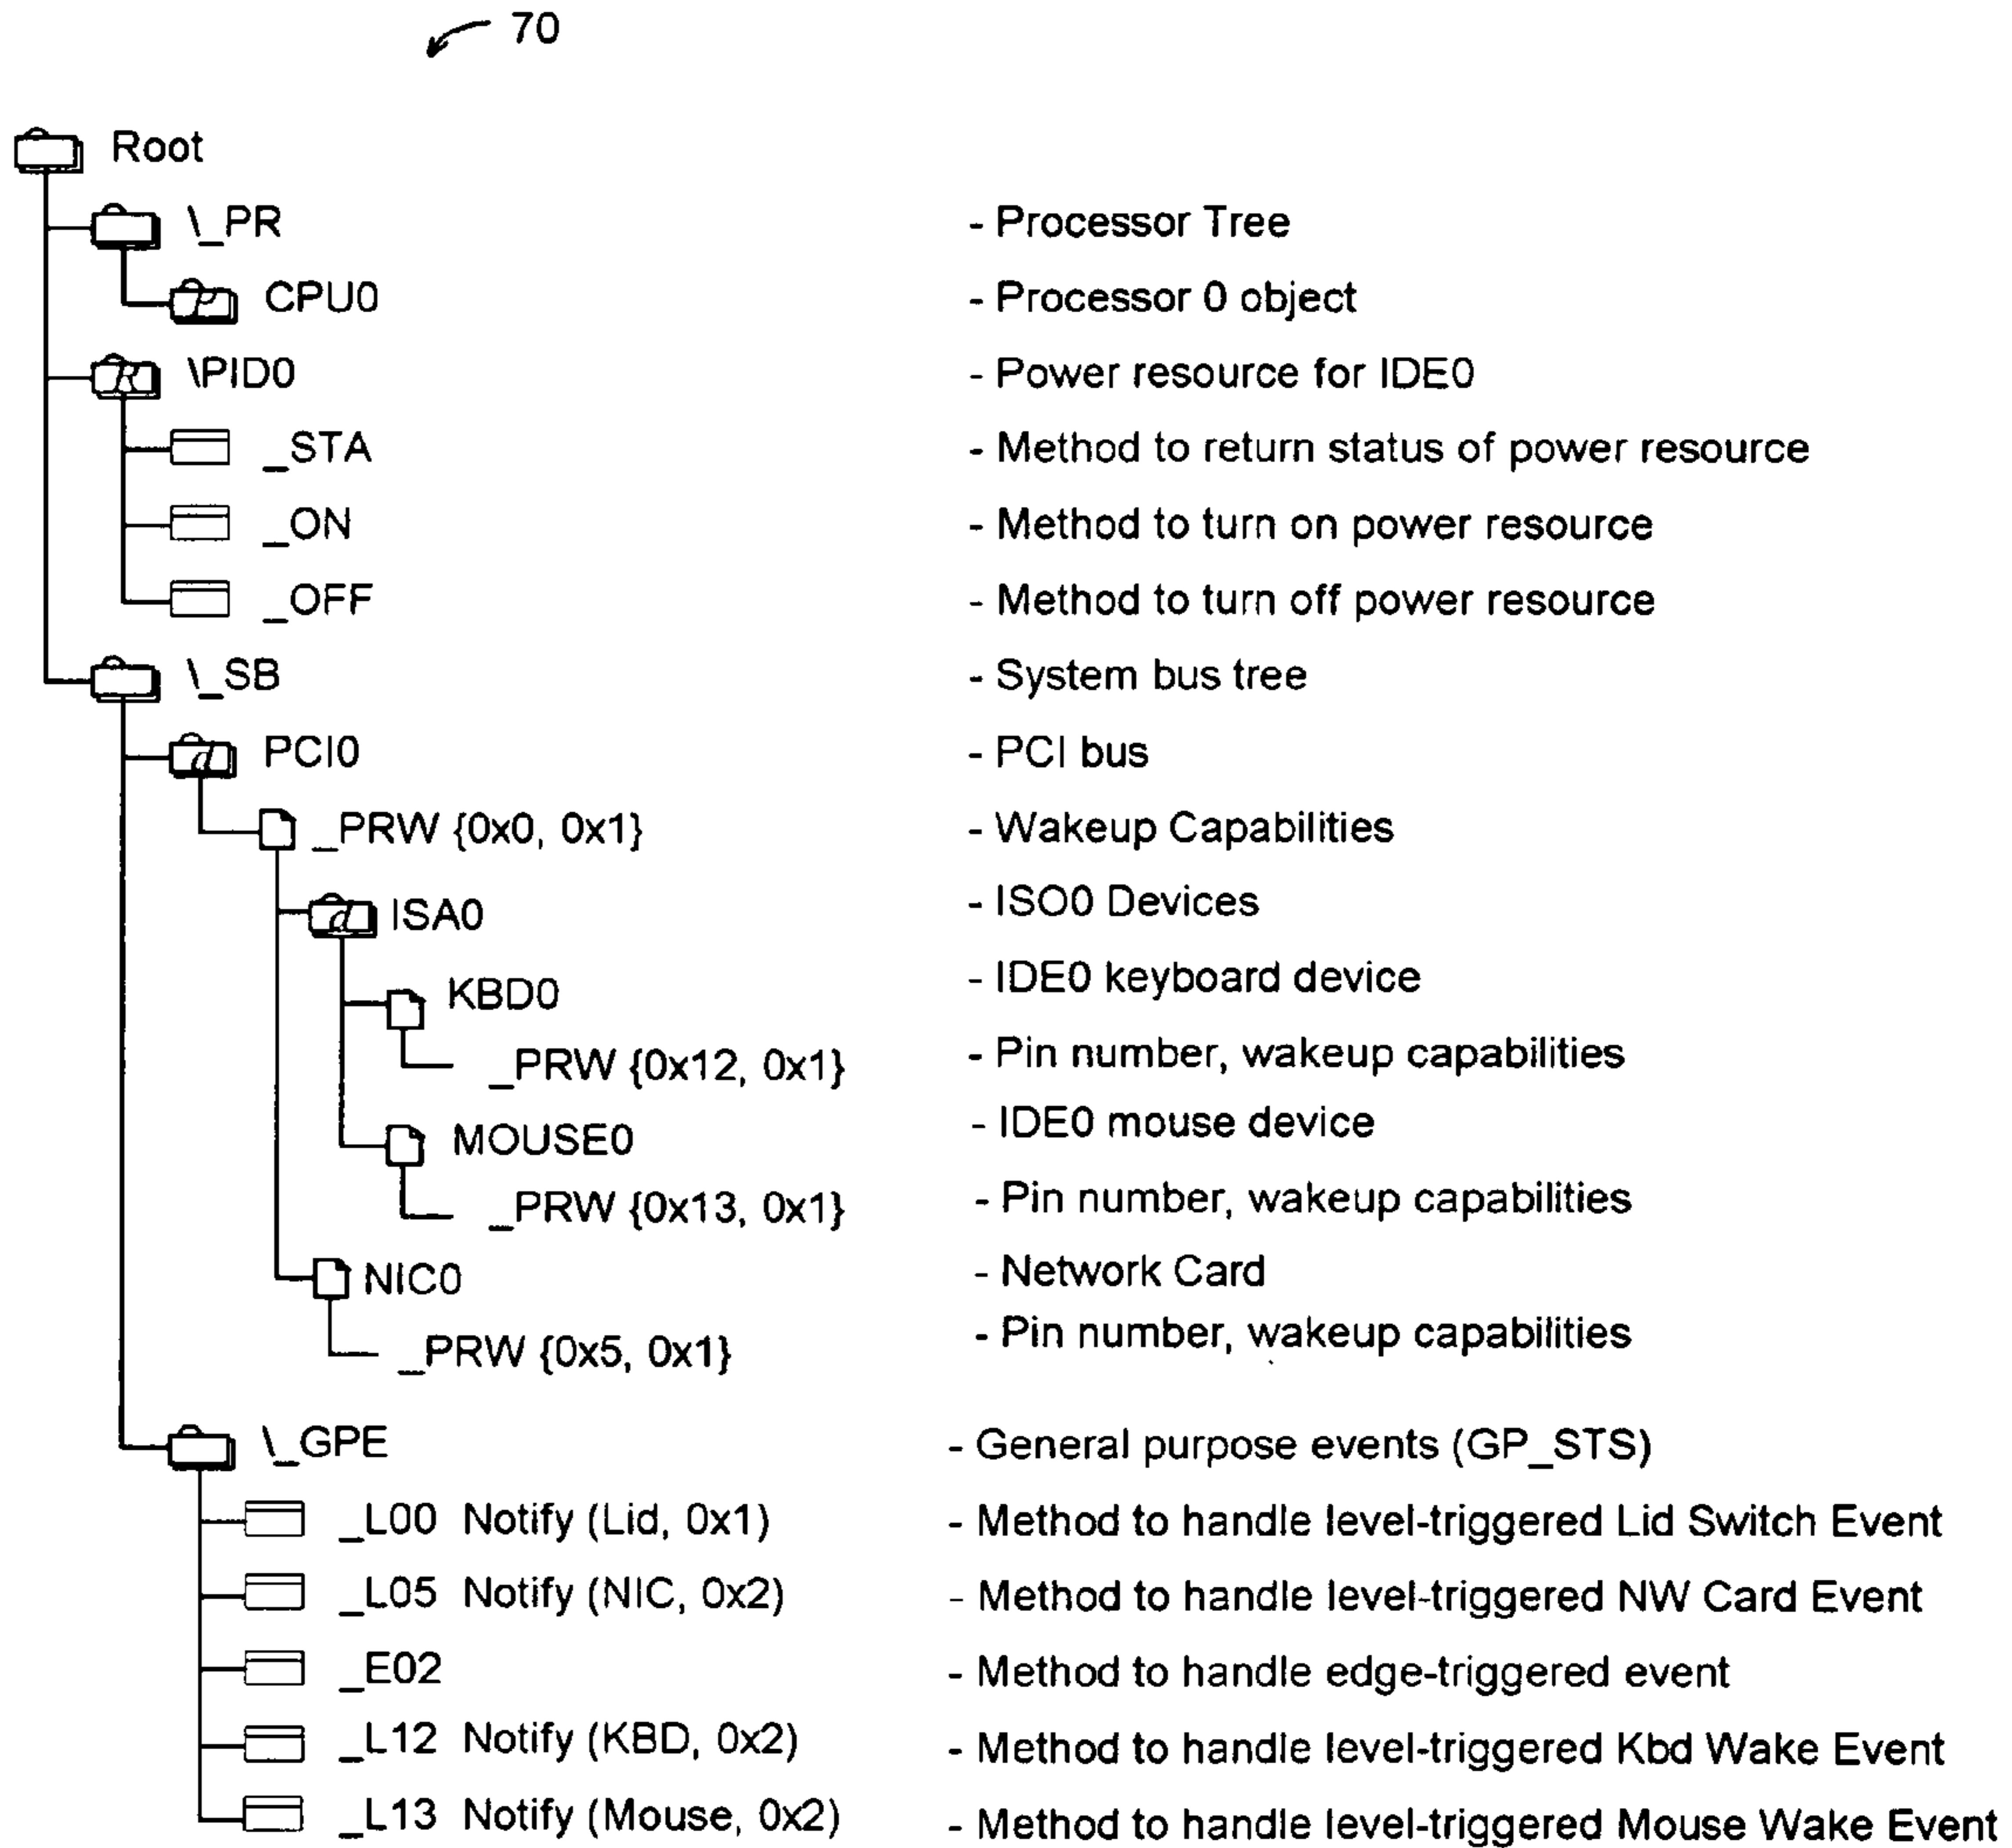 70
Root
\_PR - Processor Tree
CPU0 - Processor 0 object
\PID0 - Power resource for IDE0
_STA - Method to return status of power resource
_ON - Method to turn on power resource
_OFF - Method to turn off power resource
\_SB - System bus tree
PCI0 - PCI bus
_PRW {0x0, 0x1} - Wakeup Capabilities
ISA0 - ISO0 Devices
KBD0 - IDE0 keyboard device
_PRW {0x12, 0x1} - Pin number, wakeup capabilities
MOUSE0 - IDE0 mouse device
_PRW {0x13, 0x1} - Pin number, wakeup capabilities
NIC0 - Network Card
_PRW {0x5, 0x1} - Pin number, wakeup capabilities
\_GPE - General purpose events (GP_STS)
_L00 Notify (Lid, 0x1) - Method to handle level-triggered Lid Switch Event
_L05 Notify (NIC, 0x2) - Method to handle level-triggered NW Card Event
_E02 - Method to handle edge-triggered event
_L12 Notify (KBD, 0x2) - Method to handle level-triggered Kbd Wake Event
_L13 Notify (Mouse, 0x2) - Method to handle level-triggered Mouse Wake Event